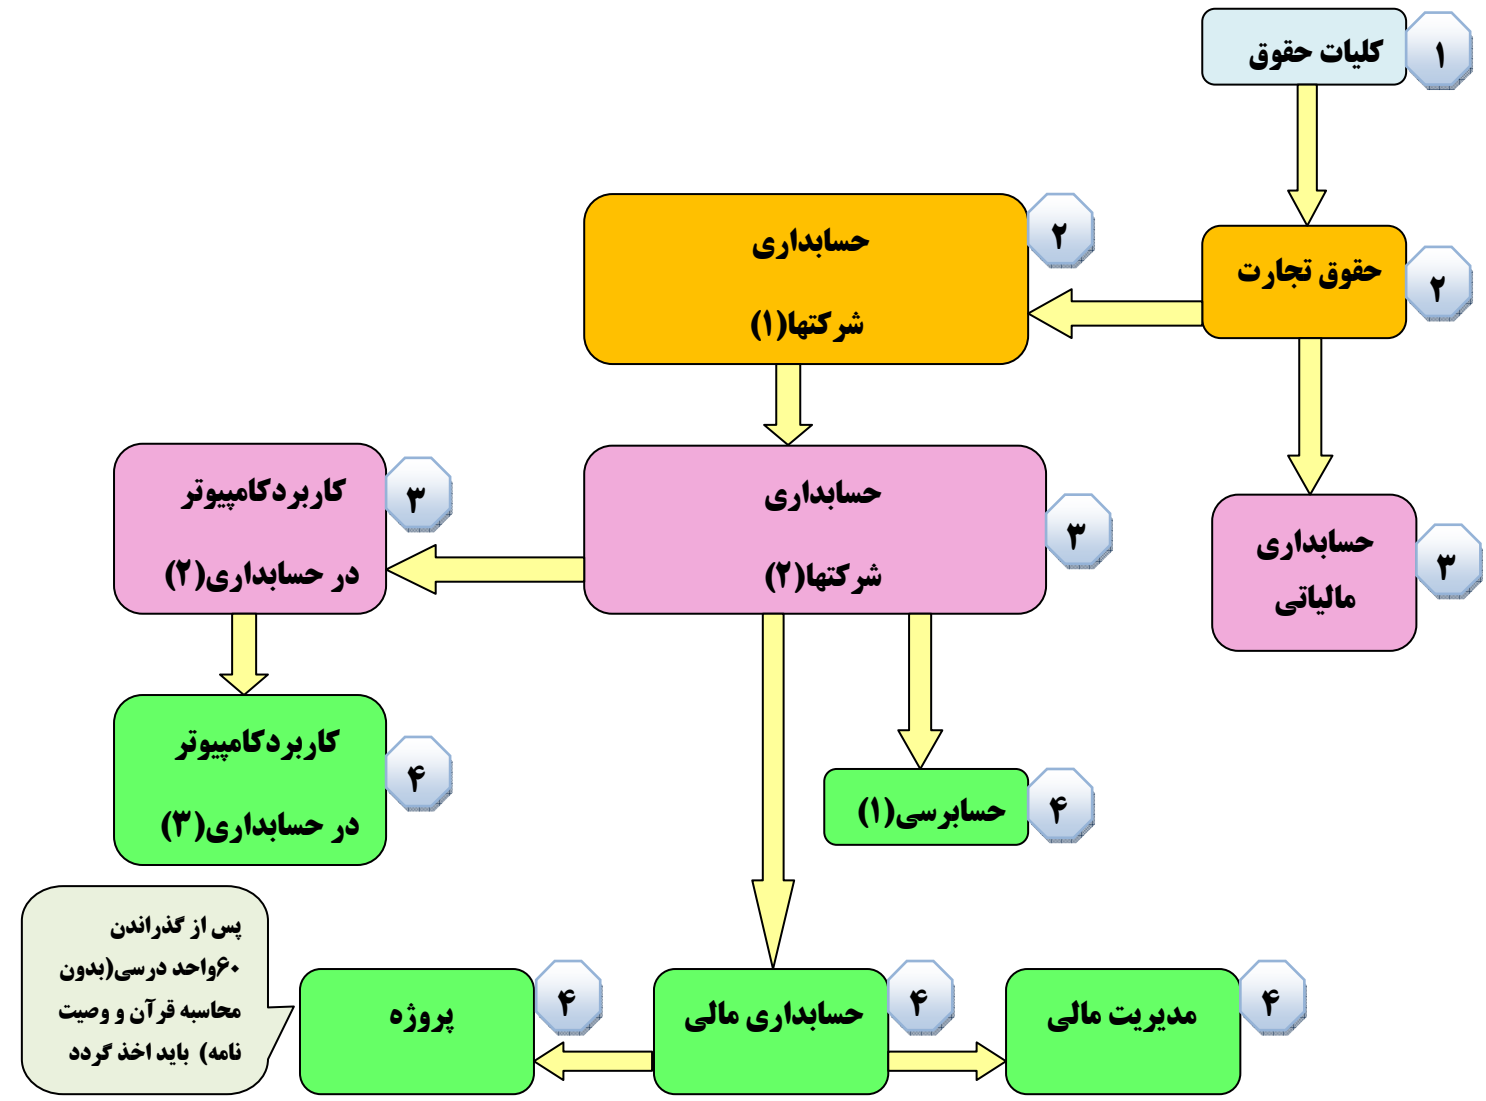 کلیات حقوق
۱
حسابداری
شرکتها(۱)
۲
حقوق تجارت
۲
کاربردکامپیوتر
در حسابداری(۲)
۳
حسابداری
شرکتها(۲)
۳
حسابداری
مالیاتی
۳
کاربردکامپیوتر
در حسابداری(۳)
۴
حسابرسی(۱)
۴
پس از گذراندن
۶۰واحد درسی(بدون
محاسبه قرآن و وصیت
نامه) باید اخذ گردد
پروژه
۴
حسابداری مالی
۴
مدیریت مالی
۴